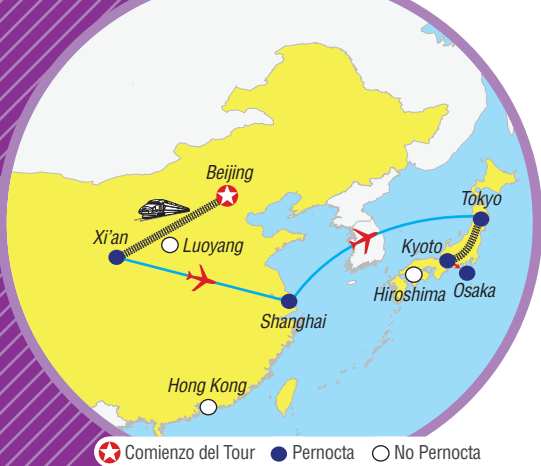 Beijing
Tokyo
Xi'an
Luoyang
Kyoto
Hiroshima
Osaka
Shanghai
Hong Kong
Comienzo del Tour
Pernocta
No Pernocta